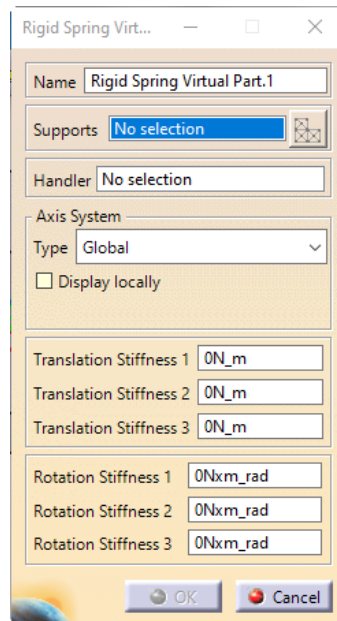 Rigid Spring Virt...
Name Rigid Spring Virtual Part.1
Supports No selection
Handler No selection
Axis System
Type Global
Display locally
Translation Stiffness 1 0N_m
Translation Stiffness 2 0N_m
Translation Stiffness 3 0N_m
Rotation Stiffness 1 0Nxm_rad
Rotation Stiffness 2 0Nxm_rad
Rotation Stiffness 3 0Nxm_rad
OK Cancel